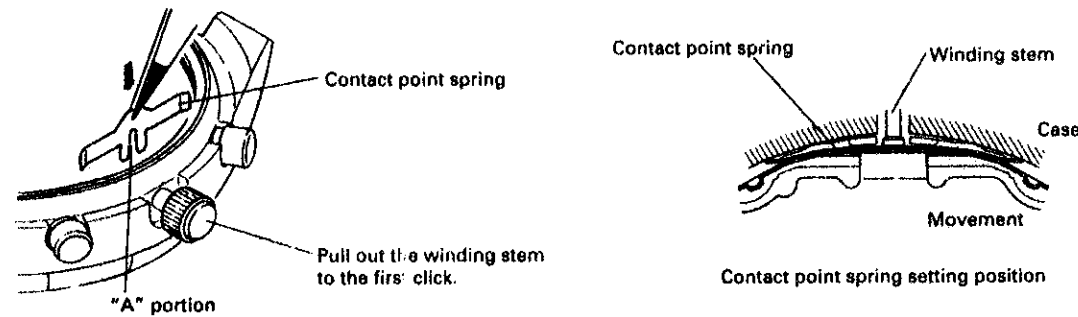 Contact point spring
Pull out the winding stem
to the first click.
"A" portion
Contact point spring
Winding stem
Case
Movement
Contact point spring setting position